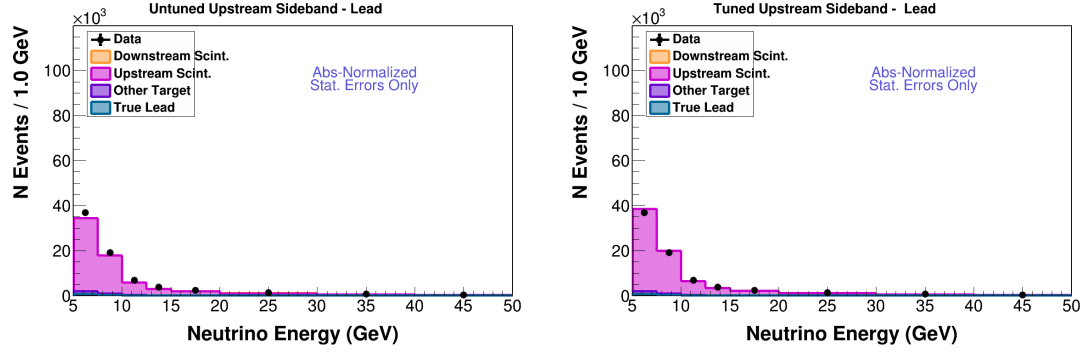 Untuned Upstream Sideband - Lead
×10³
N Events / 1.0 GeV
Data
Downstream Scint.
Upstream Scint.
Other Target
True Lead
Abs-Normalized
Stat. Errors Only
100
80
60
40
20
0
5 10 15 20 25 30 35 40 45 50
Neutrino Energy (GeV)
Tuned Upstream Sideband - Lead
×10³
N Events / 1.0 GeV
Data
Downstream Scint.
Upstream Scint.
Other Target
True Lead
Abs-Normalized
Stat. Errors Only
100
80
60
40
20
0
5 10 15 20 25 30 35 40 45 50
Neutrino Energy (GeV)